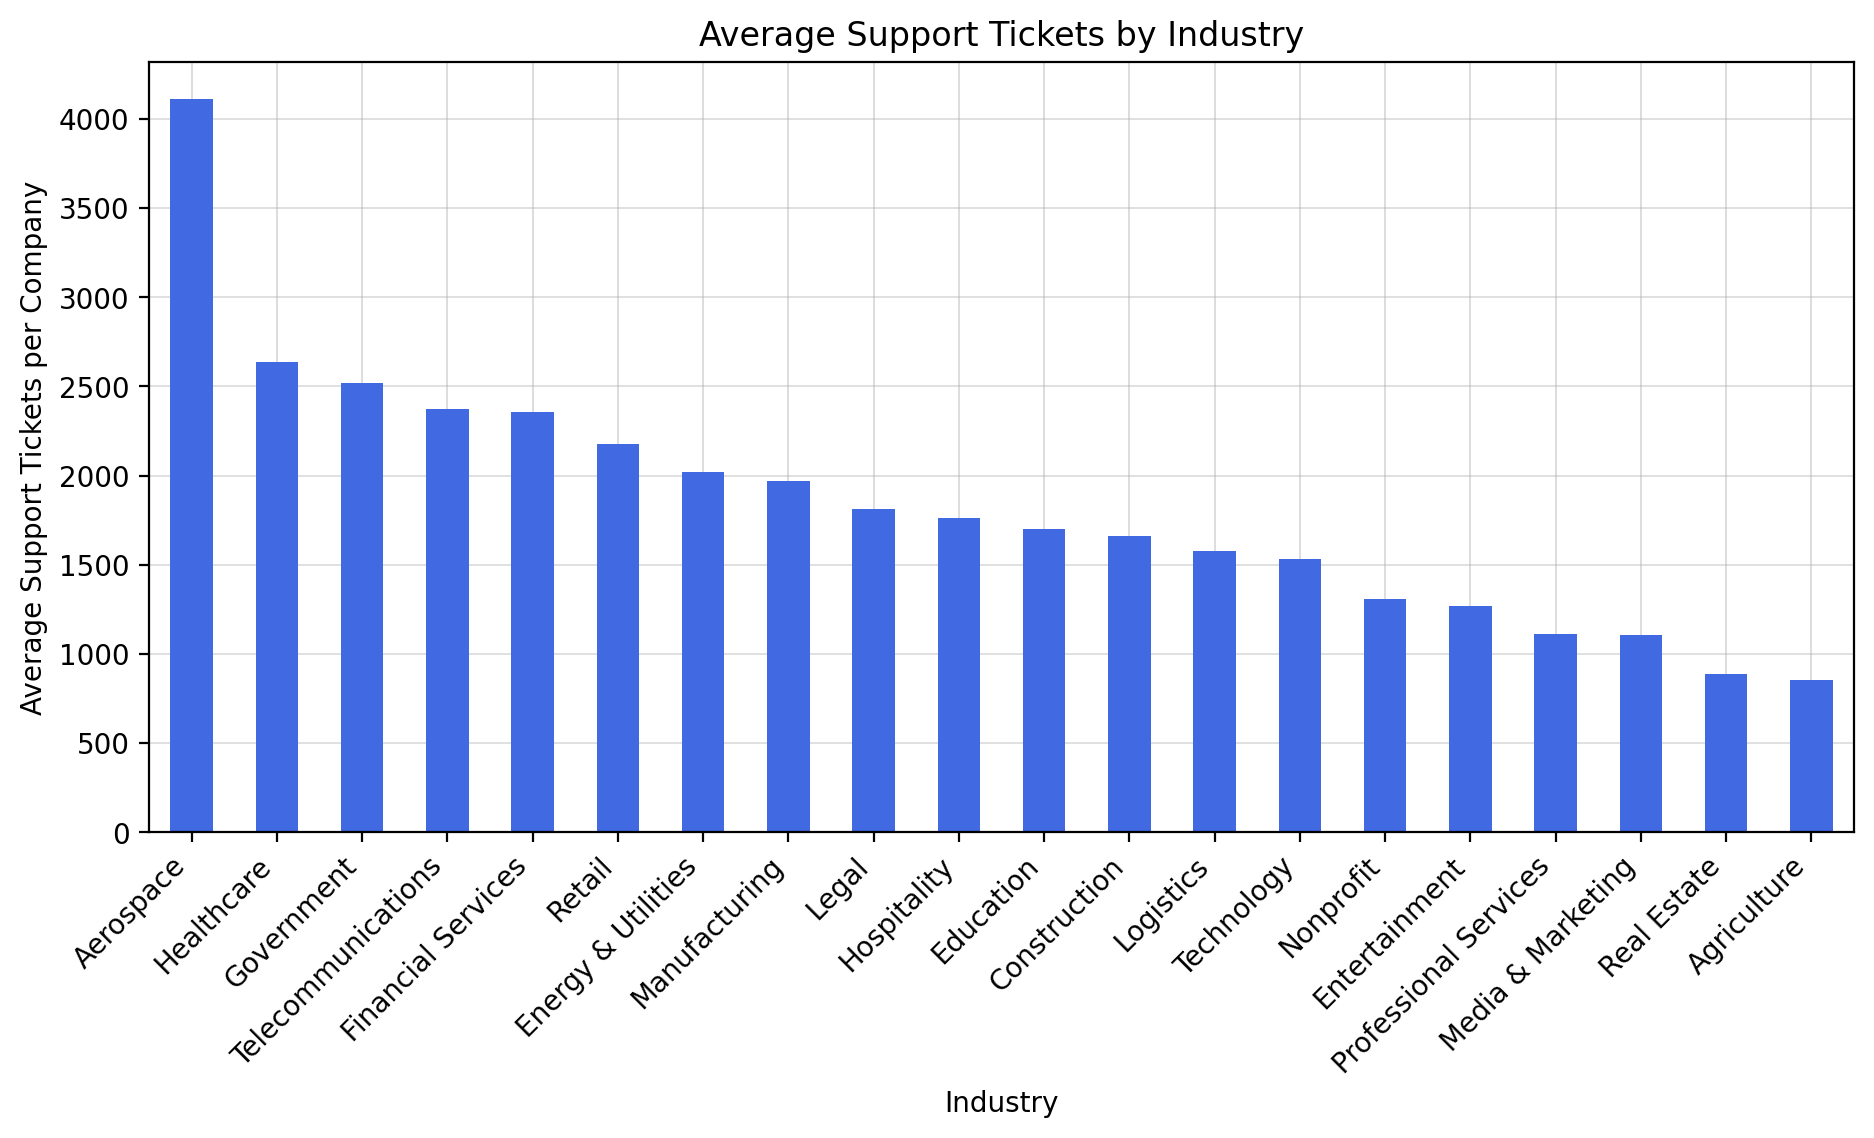 Average Support Tickets by Industry
Average Support Tickets per Company
4000
3500
3000
2500
2000
1500
1000
500
0
Aerospace
Healthcare
Government
Telecommunications
Financial Services
Retail
Energy & Utilities
Manufacturing
Legal
Hospitality
Education
Construction
Logistics
Technology
Nonprofit
Entertainment
Professional Services
Media & Marketing
Real Estate
Agriculture
Industry